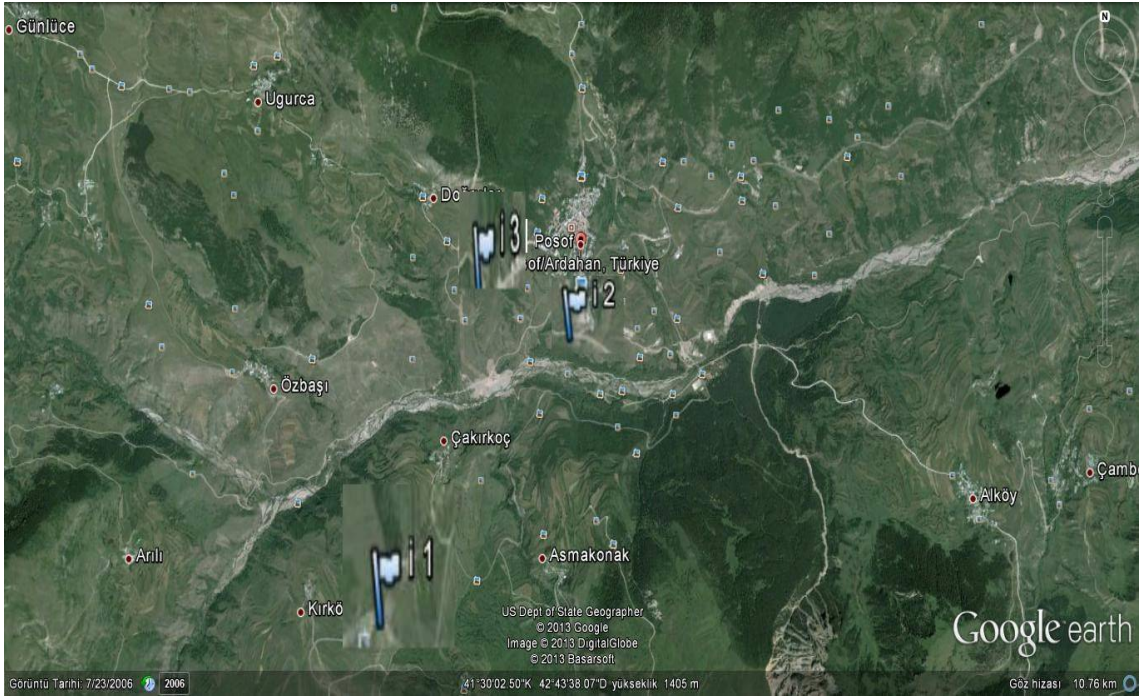 Günlüce
N
Ugurca
i 3
Posof
of/Ardahan, Türkiye
i 2
Özbaşı
Çakırkoç
Alköy
Arılı
i 1
Asmakonak
Kırkö
US Dept of State Geographer
© 2013 Google
Image © 2013 DigitalGlobe
© 2013 Basarsoft
Google earth
Görüntü Tarihi: 7/23/2006 2006 41°30'02.50"K 42°43'38.07"D yükseklik 1405 m Göz hizası 10.76 km